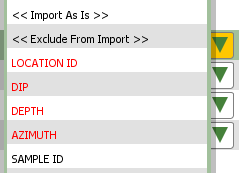 << Import As Is >>
<< Exclude From Import >>
LOCATION ID
DIP
DEPTH
AZIMUTH
SAMPLE ID